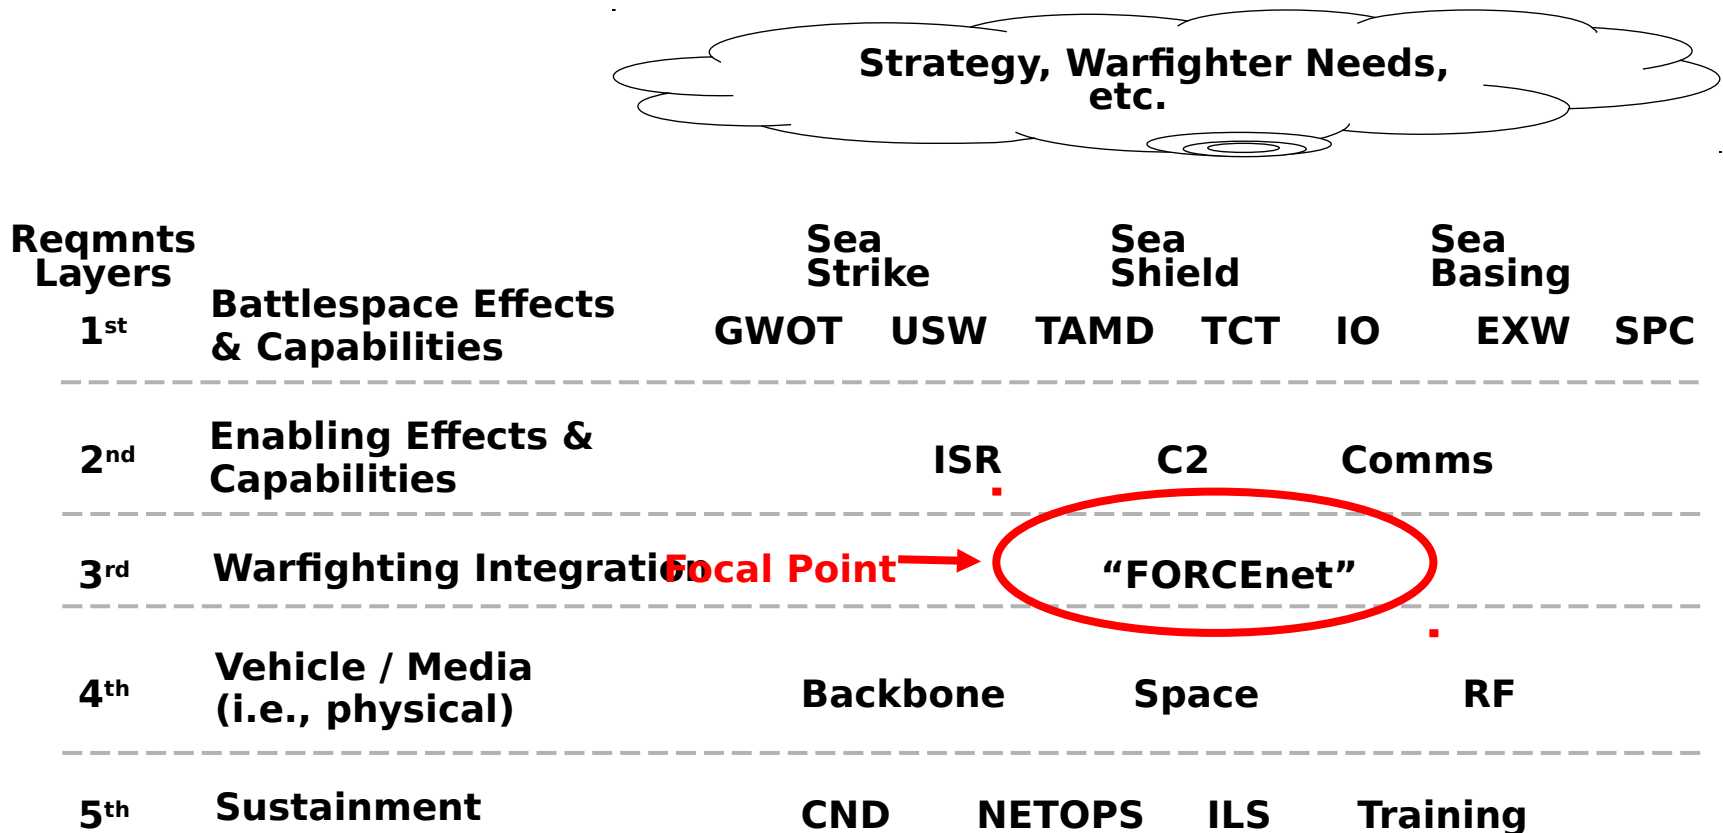 Strategy, Warfighter Needs,
etc.
Reqmnts
Layers
Sea
Strike
Sea
Shield
Sea
Basing
1st
Battlespace Effects
& Capabilities
GWOT USW TAMD TCT IO EXW SPC
2nd
Enabling Effects &
Capabilities
ISR C2 Comms
3rd
Warfighting Integration
Focal Point
“FORCEnet”
4th
Vehicle / Media
(i.e., physical)
Backbone Space RF
5th
Sustainment
CND NETOPS ILS Training